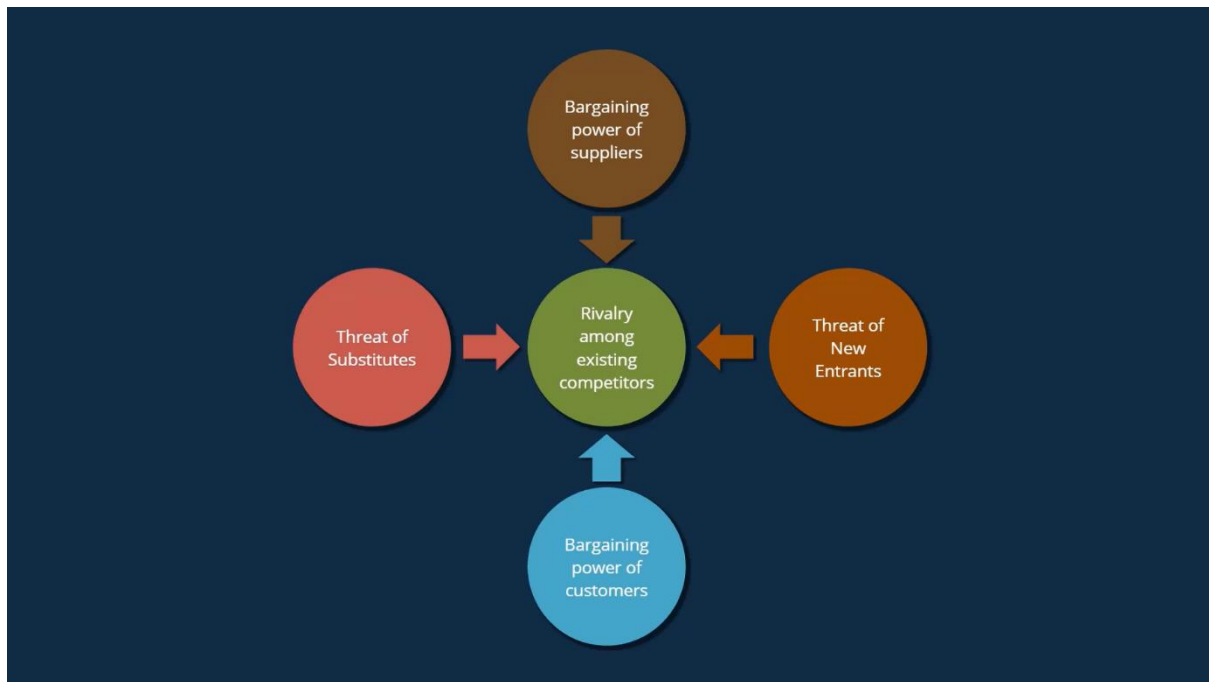 Bargaining
power of
suppliers
Threat of
Substitutes
Rivalry
among
existing
competitors
Threat of
New
Entrants
Bargaining
power of
customers